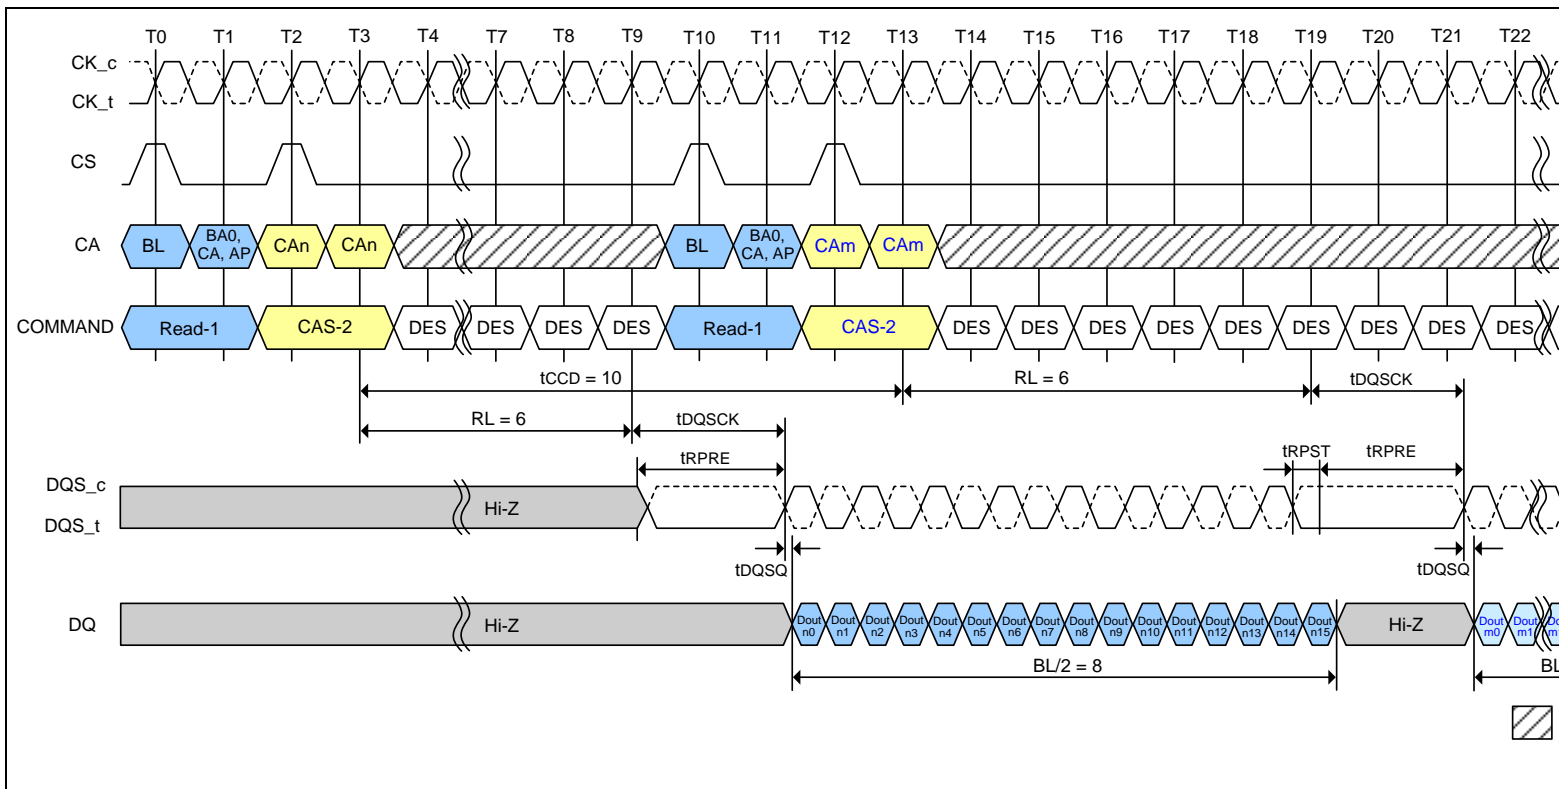 T0 T1 T2 T3 T4 T7 T8 T9 T10 T11 T12 T13 T14 T15 T16 T17 T18 T19 T20 T21 T22
CK_c
CK_t
CS
CA BL BA0, CA, AP CAn CAn BL BA0, CA, AP CAm CAm
COMMAND Read-1 CAS-2 DES DES DES DES Read-1 CAS-2 DES DES DES DES DES DES DES DES DES
tCCD = 10 RL = 6 tDQSCK
RL = 6 tDQSCK
tRPRE tRPST tRPRE
DQS_c
Hi-Z
DQS_t
tDQSQ tDQSQ
DQ Hi-Z Dout n0 Dout n1 Dout n2 Dout n3 Dout n4 Dout n5 Dout n6 Dout n7 Dout n8 Dout n9 Dout n10 Dout n11 Dout n12 Dout n13 Dout n14 Dout n15 Hi-Z Dout m0 Dout m1
BL/2 = 8 BL